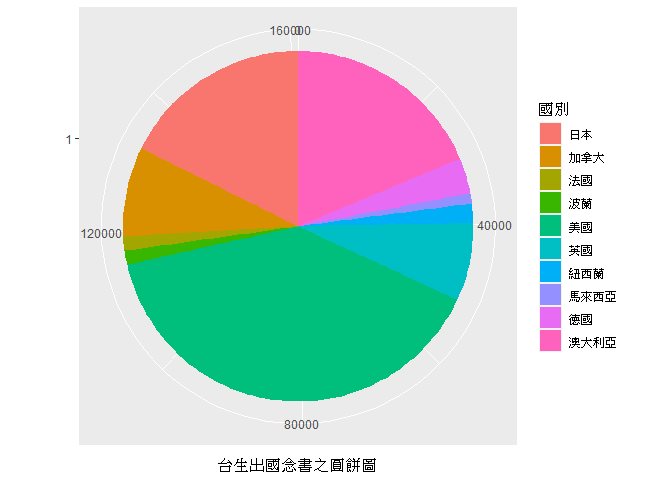 160000
0
1
120000
40000
80000
台生出國念書之圓餅圖
國別
日本
加拿大
法國
波蘭
美國
英國
紐西蘭
馬來西亞
德國
澳大利亞